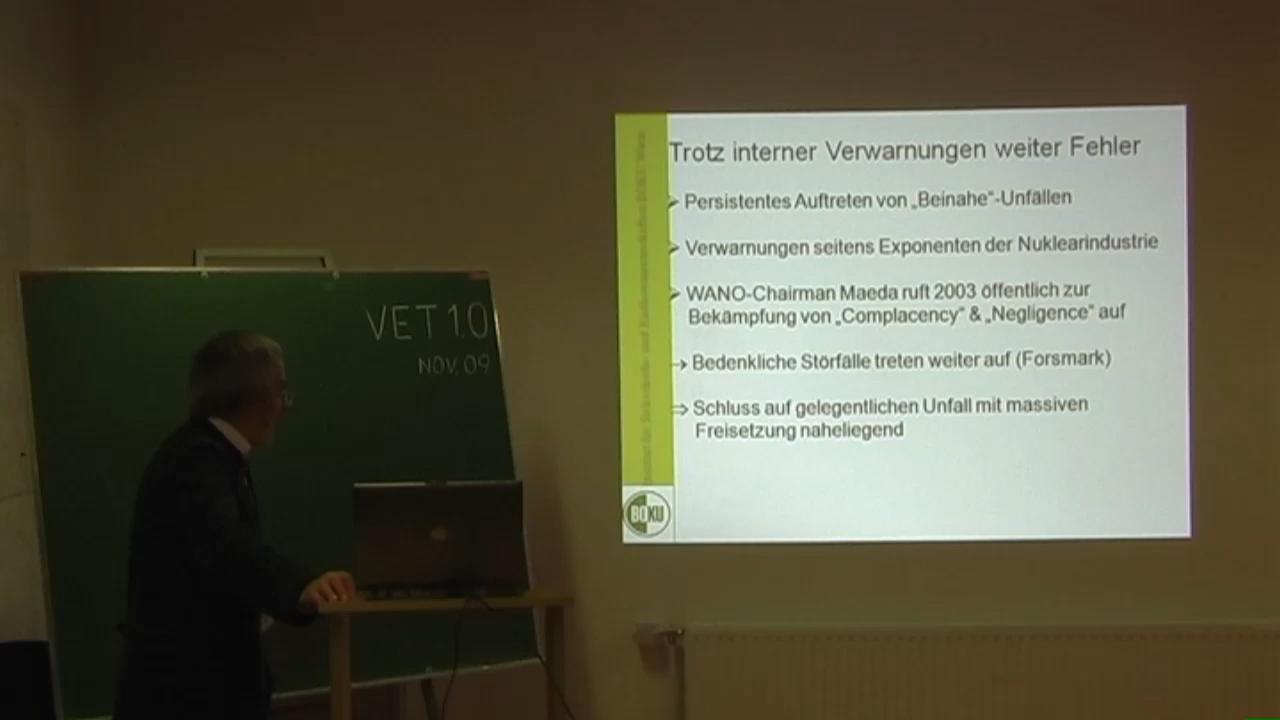 VET 1.0
NOV. 09
Trotz interner Verwarnungen weiter Fehler
Persistentes Auftreten von „Beinahe“-Unfällen
Verwarnungen seitens Exponenten der Nuklearindustrie
WANO-Chairman Maeda ruft 2003 öffentlich zur
Bekämpfung von „Complacency“ & „Negligence“ auf
→ Bedenkliche Störfälle treten weiter auf (Forsmark)
⇒ Schluss auf gelegentlichen Unfall mit massiven
Freisetzung naheliegend
BOKU